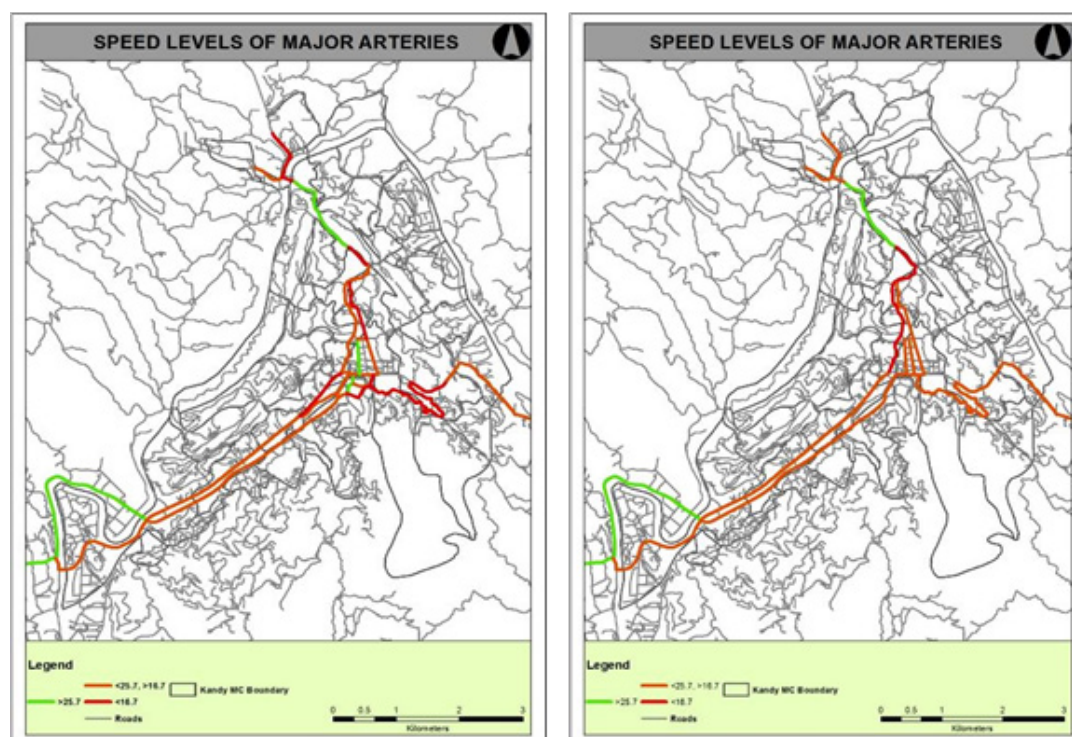 SPEED LEVELS OF MAJOR ARTERIES
Legend
<25.7, >16.7 Kandy MC Boundary
>25.7 <16.7
Roads
0 0.5 1 2 3
Kilometers
SPEED LEVELS OF MAJOR ARTERIES
Legend
<25.7, >16.7 Kandy MC Boundary
>25.7 <16.7
Roads
0 0.5 1 2 3
Kilometers